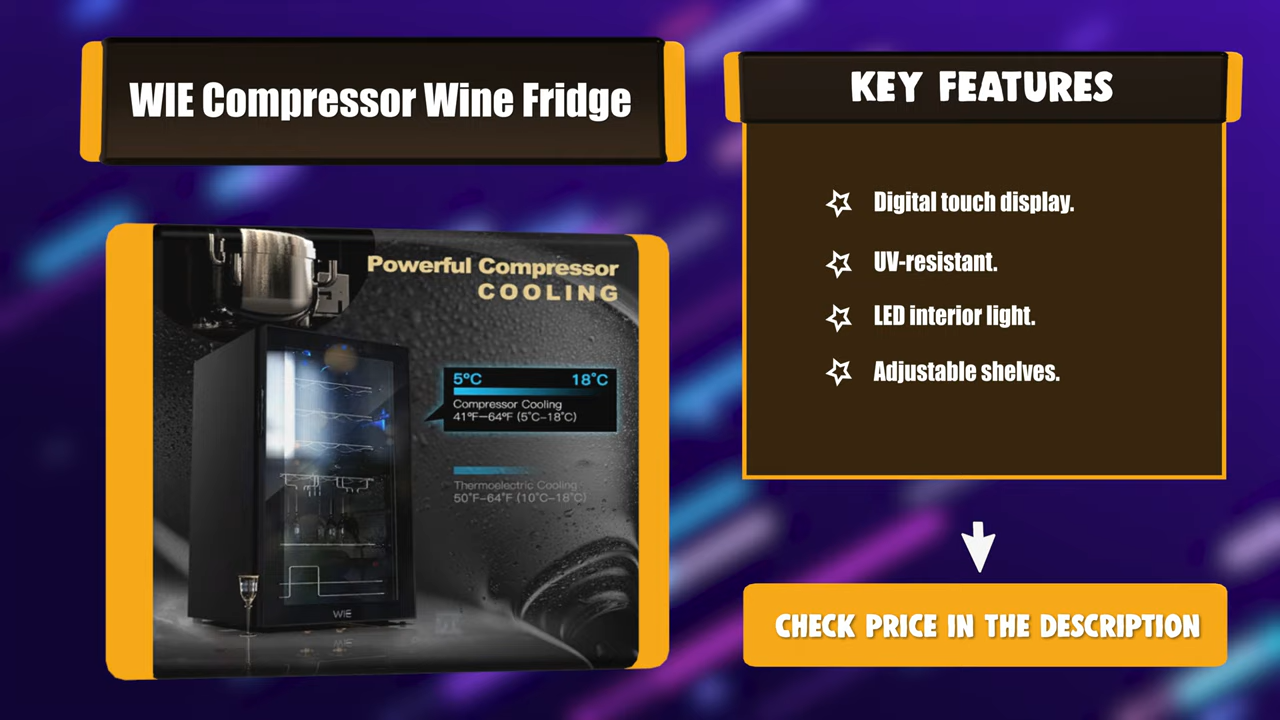 WIE Compressor Wine Fridge
Powerful Compressor
COOLING
5°C 18°C
Compressor Cooling
41°F—64°F (5°C-18°C)
Thermoelectric Cooling
50°F-64°F (10°C-18°C)
WIE
KEY FEATURES
Digital touch display.
UV-resistant.
LED interior light.
Adjustable shelves.
CHECK PRICE IN THE DESCRIPTION